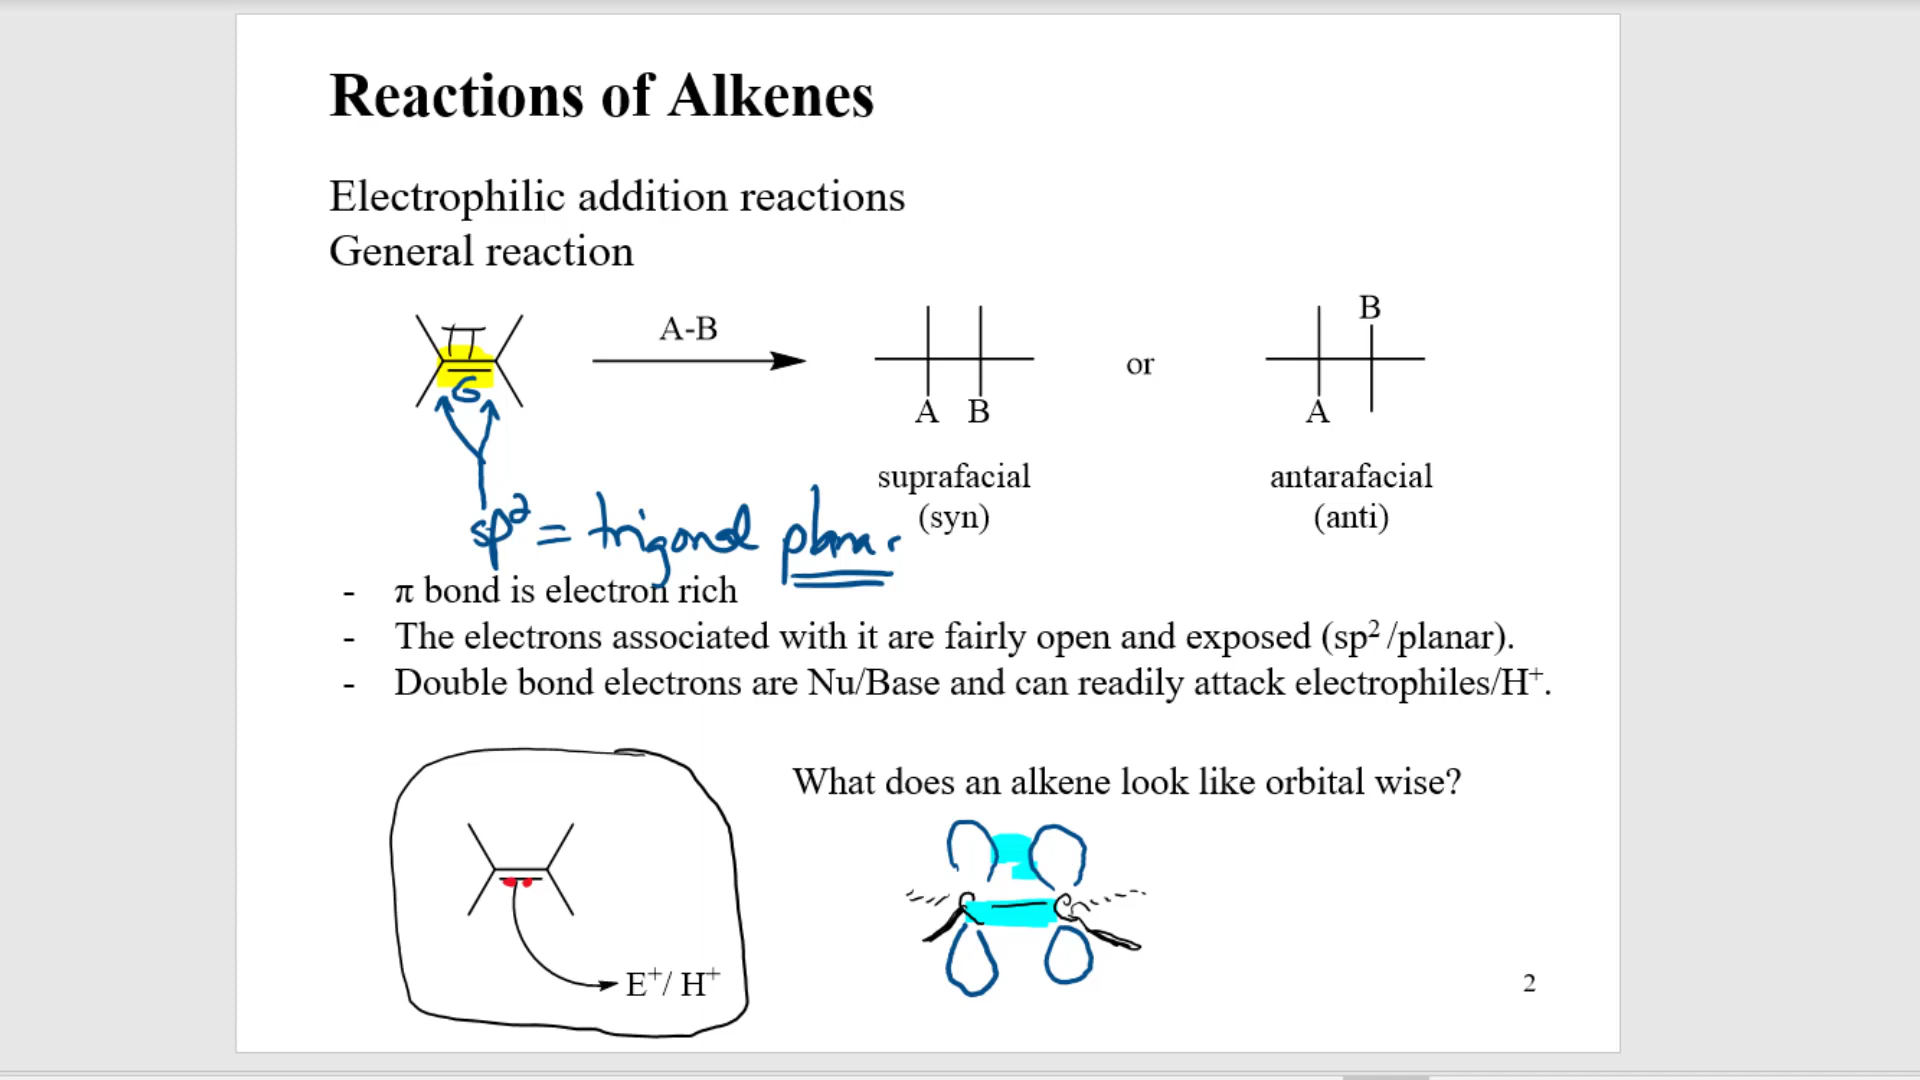 Reactions of Alkenes
Electrophilic addition reactions
General reaction
π
A-B
or
B
G
A B
A
suprafacial
(syn)
antarafacial
(anti)
sp² = trigonal planar
- π bond is electron rich
- The electrons associated with it are fairly open and exposed (sp²/planar).
- Double bond electrons are Nu/Base and can readily attack electrophiles/H⁺.
What does an alkene look like orbital wise?
C C
E⁺/ H⁺
2